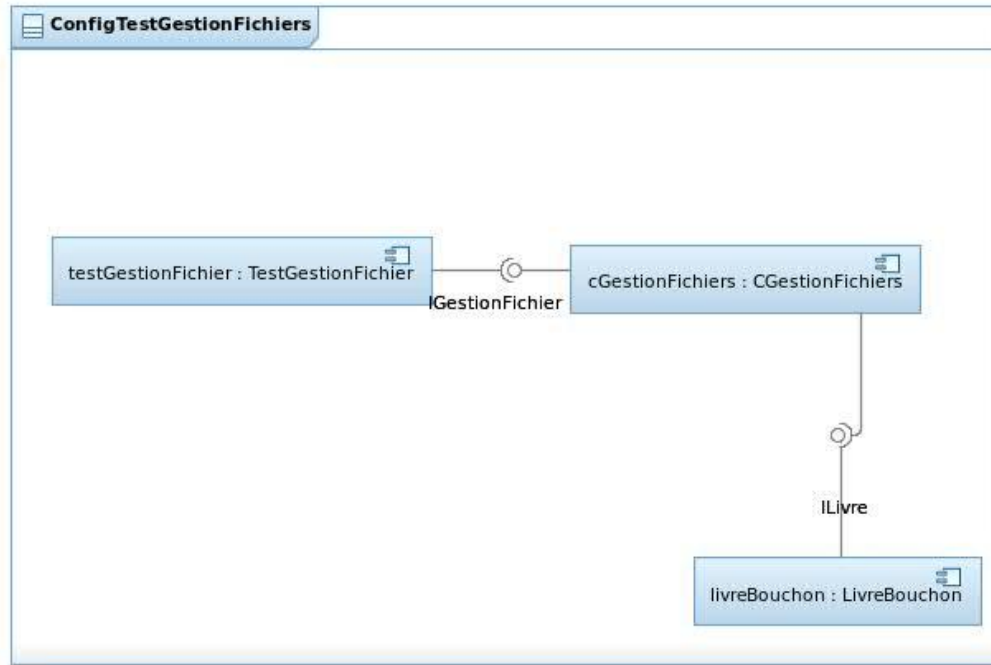 ConfigTestGestionFichiers
testGestionFichier : TestGestionFichier
IGestionFichier
cGestionFichiers : CGestionFichiers
ILivre
livreBouchon : LivreBouchon